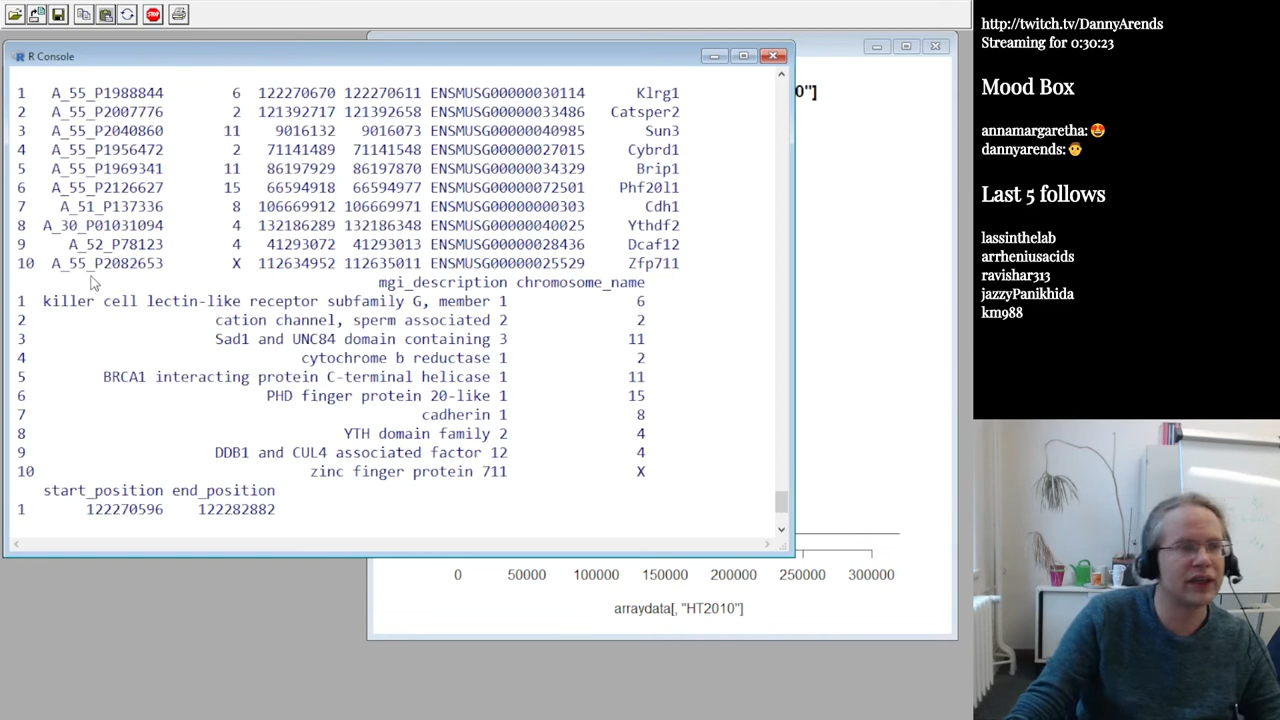 http://twitch.tv/DannyArends
Streaming for 0:30:23
Mood Box
annamargaretha: 😍
dannyarends: 👨
Last 5 follows
lassinthelab
arrheniusacids
ravishar313
jazzyPanikhida
km988
STOP
R Console
1 A_55_P1988844 6 122270670 122270611 ENSMUSG00000030114 Klrg1
2 A_55_P2007776 2 121392717 121392658 ENSMUSG00000033486 Catsper2
3 A_55_P2040860 11 9016132 9016073 ENSMUSG00000040985 Sun3
4 A_55_P1956472 2 71141489 71141548 ENSMUSG00000027015 Cybrd1
5 A_55_P1969341 11 86197929 86197870 ENSMUSG00000034329 Brip1
6 A_55_P2126627 15 66594918 66594977 ENSMUSG00000072501 Phf20l1
7 A_51_P137336 8 106669912 106669971 ENSMUSG00000000303 Cdh1
8 A_30_P01031094 4 132186289 132186348 ENSMUSG00000040025 Ythdf2
9 A_52_P78123 4 41293072 41293013 ENSMUSG00000028436 Dcaf12
10 A_55_P2082653 X 112634952 112635011 ENSMUSG00000025529 Zfp711
mgi_description chromosome_name
1 killer cell lectin-like receptor subfamily G, member 1 6
2 cation channel, sperm associated 2 2
3 Sad1 and UNC84 domain containing 3 11
4 cytochrome b reductase 1 2
5 BRCA1 interacting protein C-terminal helicase 1 11
6 PHD finger protein 20-like 1 15
7 cadherin 1 8
8 YTH domain family 2 4
9 DDB1 and CUL4 associated factor 12 4
10 zinc finger protein 711 X
start_position end_position
1 122270596 122282882
0"]
0 50000 100000 150000 200000 250000 300000
arraydata[, "HT2010"]